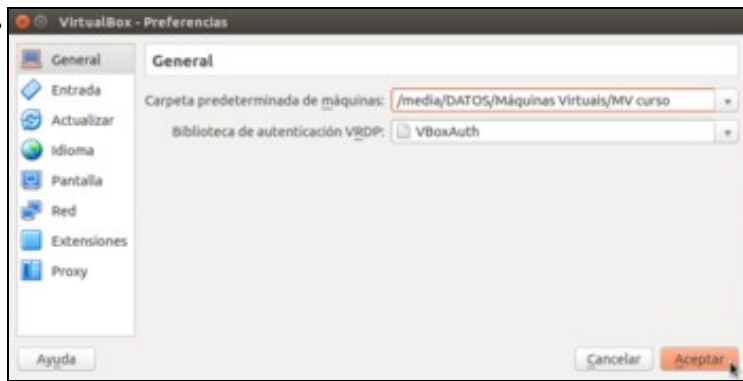 VirtualBox - Preferencias
General
Entrada
Actualizar
Idioma
Pantalla
Red
Extensiones
Proxy
General
Carpeta predeterminada de máquinas: /media/DATOS/Máquinas Virtuais/MV curso
Biblioteca de autenticación VRDP: VBoxAuth
Ayuda
Cancelar
Aceptar